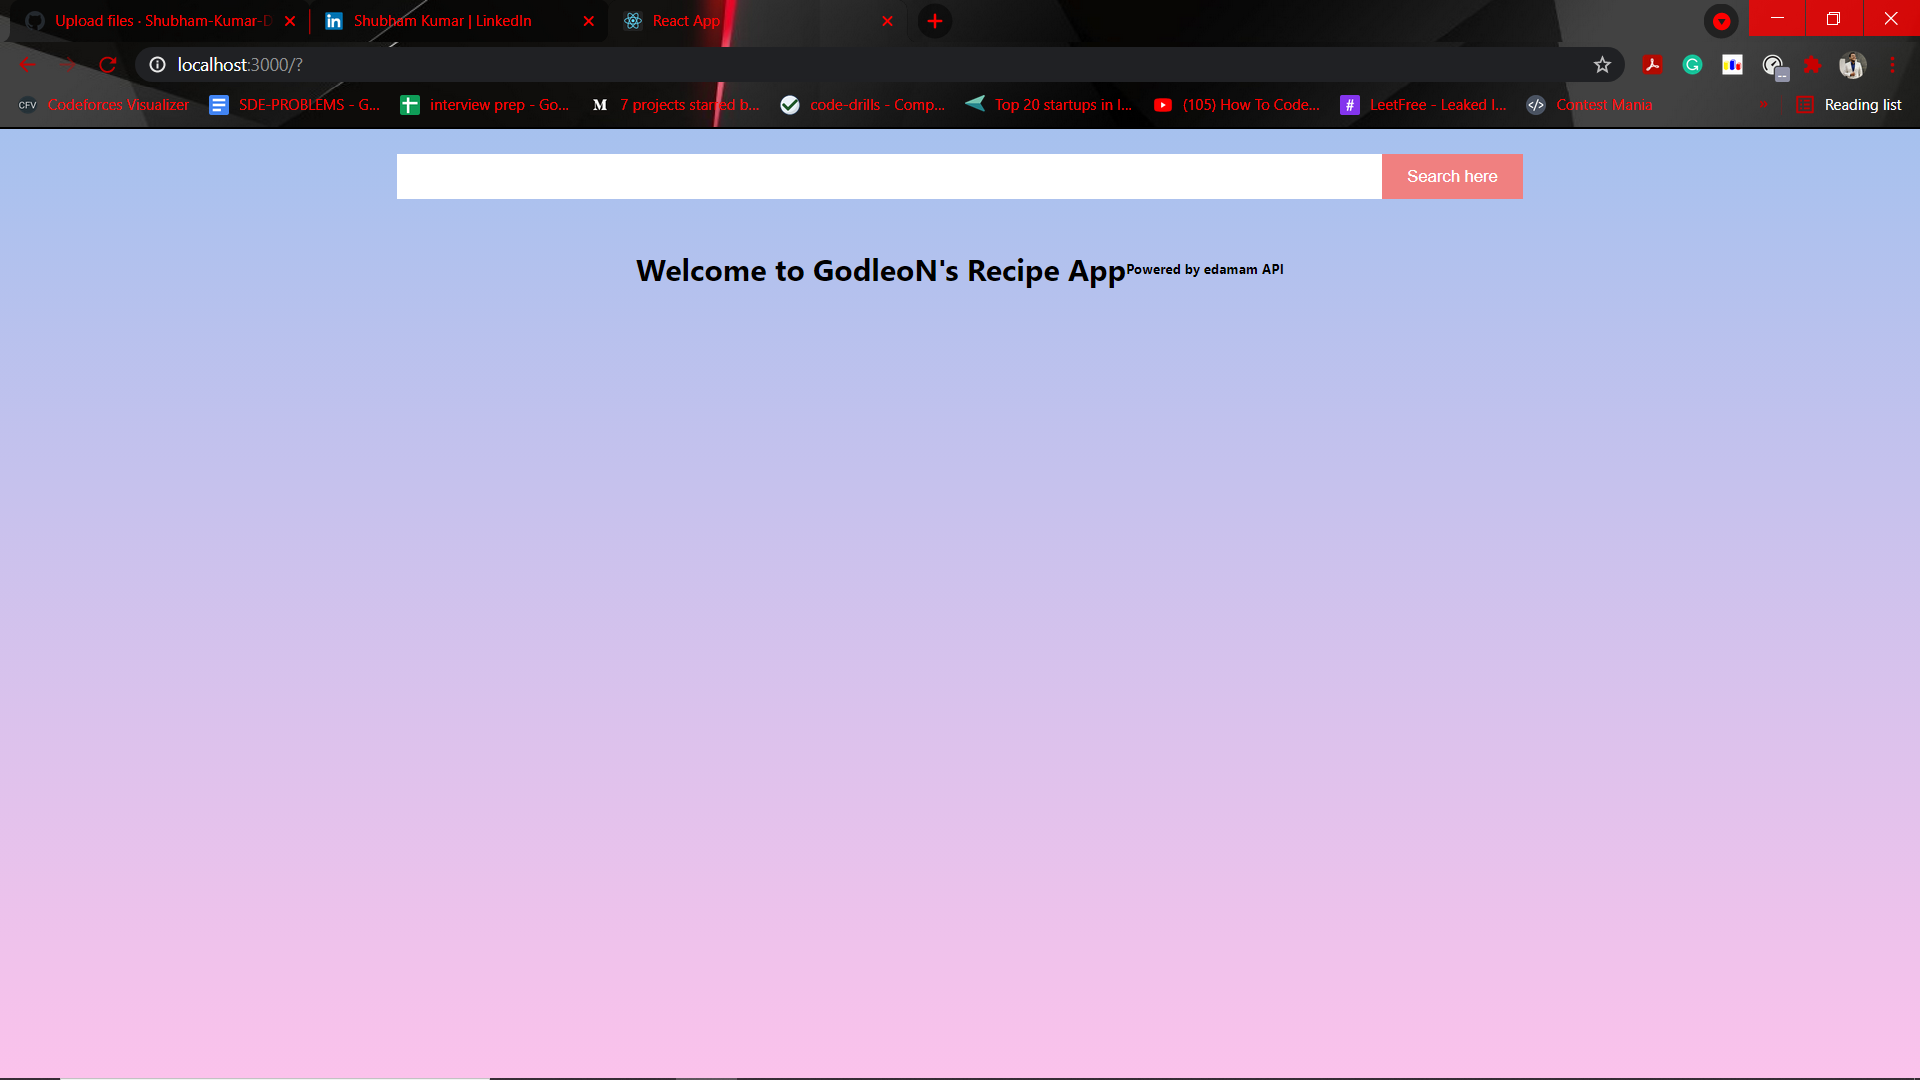 Upload files · Shubham-Kumar-D
Shubham Kumar | LinkedIn
React App
localhost:3000/?
CFV Codeforces Visualizer
SDE-PROBLEMS - G...
interview prep - Go...
M 7 projects started b...
code-drills - Comp...
Top 20 startups in I...
(105) How To Code...
# LeetFree - Leaked I...
</> Contest Mania
»
Reading list
Search here
Welcome to GodleoN's Recipe App Powered by edamam API